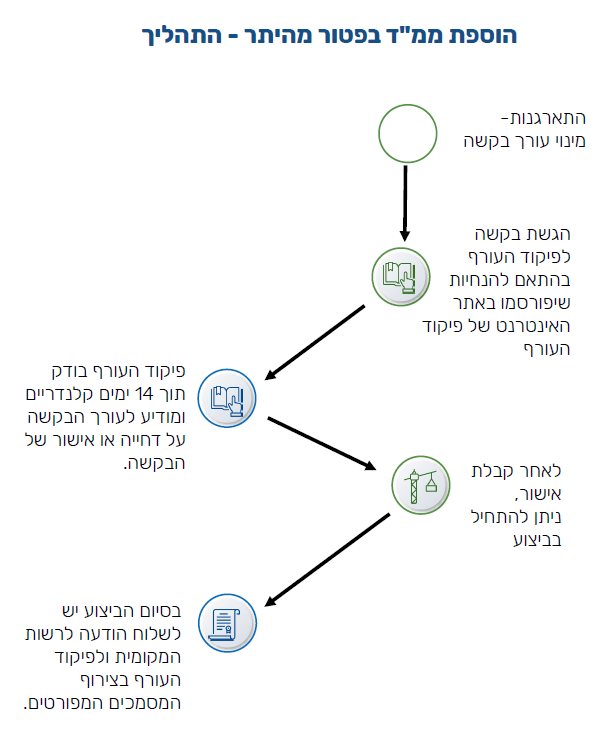 הוספת ממ"ד בפטור מהיתר - התהליך
התארגנות-
מינוי עורך בקשה
הגשת בקשה
לפיקוד העורף
בהתאם להנחיות
שיפורסמו באתר
האינטרנט של פיקוד
העורף
פיקוד העורף בודק
תוך 14 ימים קלנדריים
ומודיע לעורך הבקשה
על דחייה או אישור של
הבקשה.
לאחר קבלת
אישור,
ניתן להתחיל
בביצוע
בסיום הביצוע יש
לשלוח הודעה לרשות
המקומית ולפיקוד
העורף בצירוף
המסמכים המפורטים.